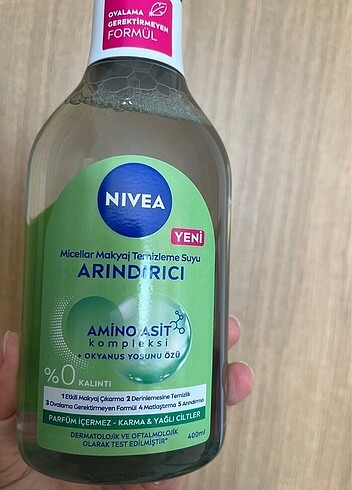 OVALAMA
GEREKTİRMEYEN
FORMÜL
NIVEA
YENİ
Micellar Makyaj Temizleme Suyu
ARINDIRICI
AMİNO ASİT
kompleksi
+ OKYANUS YOSUNU ÖZÜ
%0 KALINTI
1 Etkili Makyaj Çıkarma 2 Derinlemesine Temizlik
3 Ovalama Gerektirmeyen Formül 4 Matlaştırma 5 Arındırma
PARFÜM İÇERMEZ - KARMA & YAĞLI CİLTLER
DERMATOLOJİK VE OFTALMOLOJİK
OLARAK TEST EDİLMİŞTİR
400ml